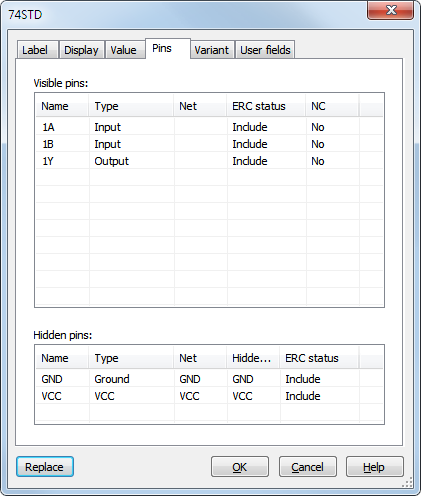 74STD
Label Display Value Pins Variant User fields
Visible pins:
Name Type Net ERC status NC
1A Input Include No
1B Input Include No
1Y Output Include No
Hidden pins:
Name Type Net Hidde... ERC status
GND Ground GND GND Include
VCC VCC VCC VCC Include
Replace OK Cancel Help